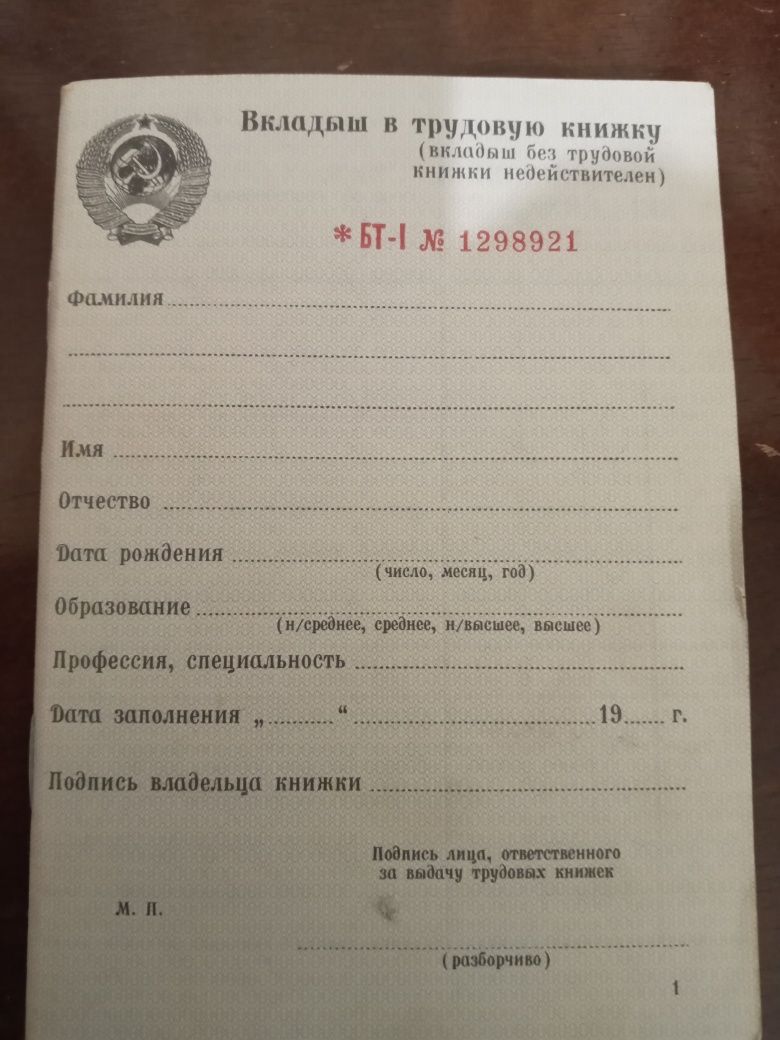 Вкладыш в трудовую книжку
(вкладыш без трудовой
книжки недействителен)
* БТ-I № 1298921
Фамилия
Имя
Отчество
Дата рождения
(число, месяц, год)
Образование
(н/среднее, среднее, н/высшее, высшее)
Профессия, специальность
Дата заполнения „..........“ .......... 19...... г.
Подпись владельца книжки
Подпись лица, ответственного
за выдачу трудовых книжек
М. П.
(разборчиво)
1